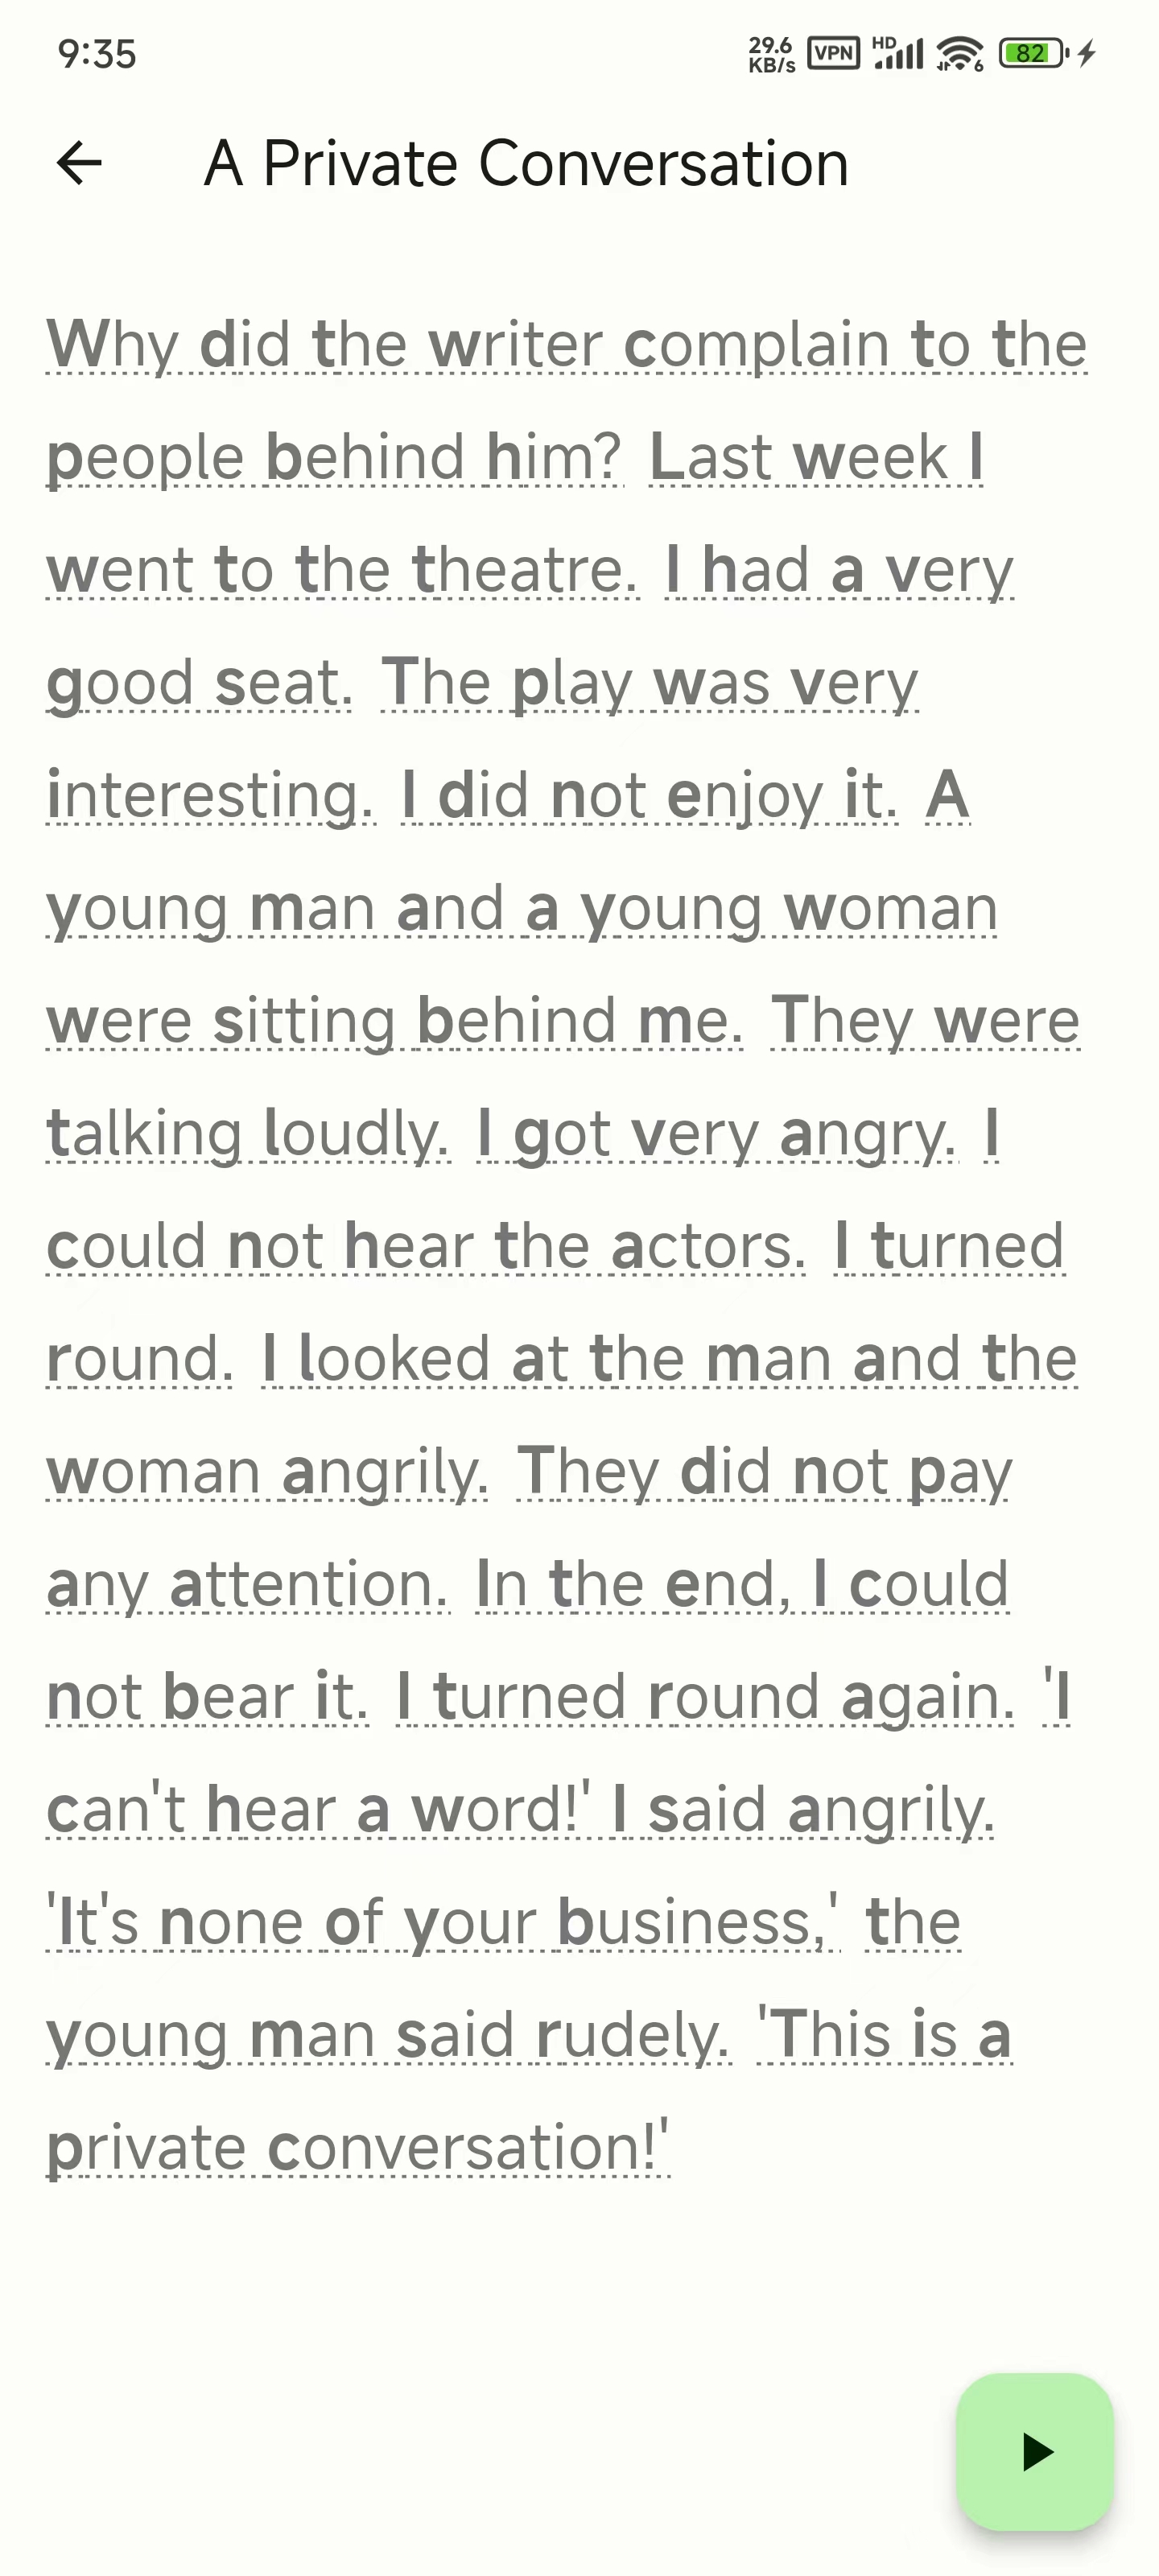 9:35
29.6 KB/s VPN HD 6 82
A Private Conversation
Why did the writer complain to the
people behind him? Last week I
went to the theatre. I had a very
good seat. The play was very
interesting. I did not enjoy it. A
young man and a young woman
were sitting behind me. They were
talking loudly. I got very angry. I
could not hear the actors. I turned
round. I looked at the man and the
woman angrily. They did not pay
any attention. In the end, I could
not bear it. I turned round again. 'I
can't hear a word!' I said angrily.
'It's none of your business,' the
young man said rudely. 'This is a
private conversation!'